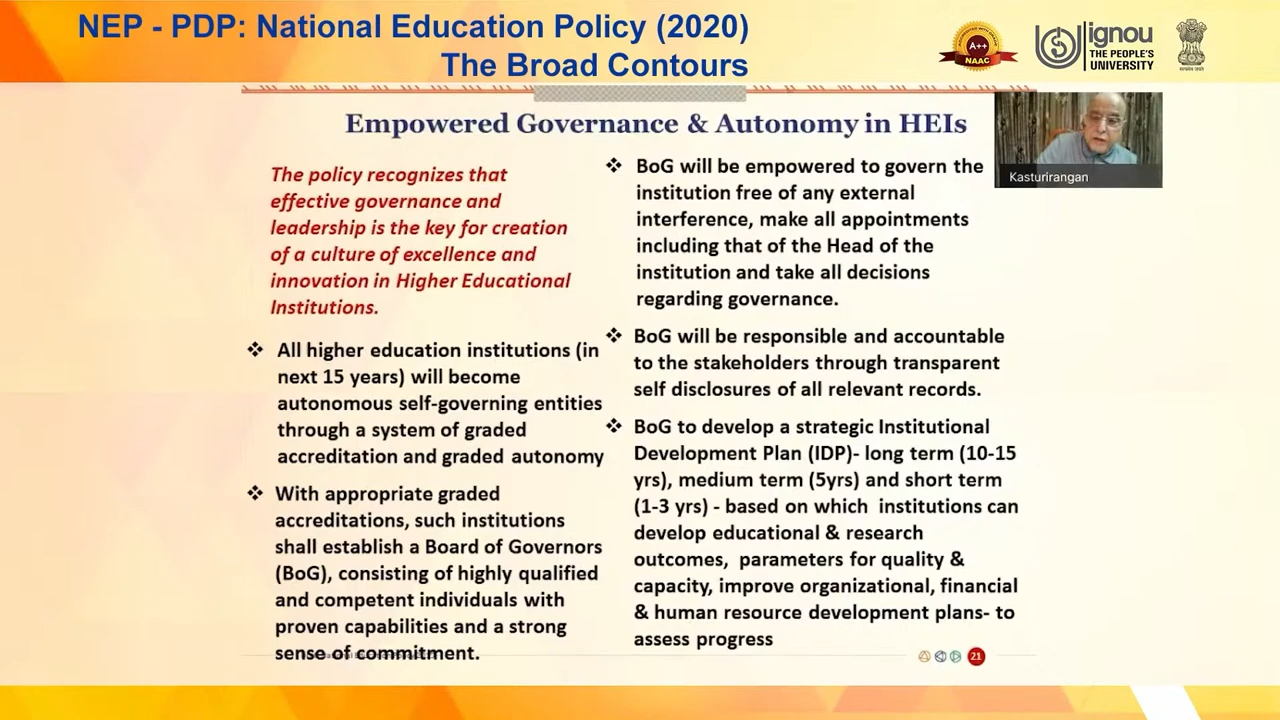 NEP - PDP: National Education Policy (2020)
The Broad Contours
A++
NAAC
ignou
THE PEOPLE'S
UNIVERSITY
Empowered Governance & Autonomy in HEIs
Kasturirangan
The policy recognizes that
effective governance and
leadership is the key for creation
of a culture of excellence and
innovation in Higher Educational
Institutions.
❖ All higher education institutions (in
next 15 years) will become
autonomous self-governing entities
through a system of graded
accreditation and graded autonomy
❖ With appropriate graded
accreditations, such institutions
shall establish a Board of Governors
(BoG), consisting of highly qualified
and competent individuals with
proven capabilities and a strong
sense of commitment.
❖ BoG will be empowered to govern the
institution free of any external
interference, make all appointments
including that of the Head of the
institution and take all decisions
regarding governance.
❖ BoG will be responsible and accountable
to the stakeholders through transparent
self disclosures of all relevant records.
❖ BoG to develop a strategic Institutional
Development Plan (IDP)- long term (10-15
yrs), medium term (5yrs) and short term
(1-3 yrs) - based on which institutions can
develop educational & research
outcomes, parameters for quality &
capacity, improve organizational, financial
& human resource development plans- to
assess progress
21